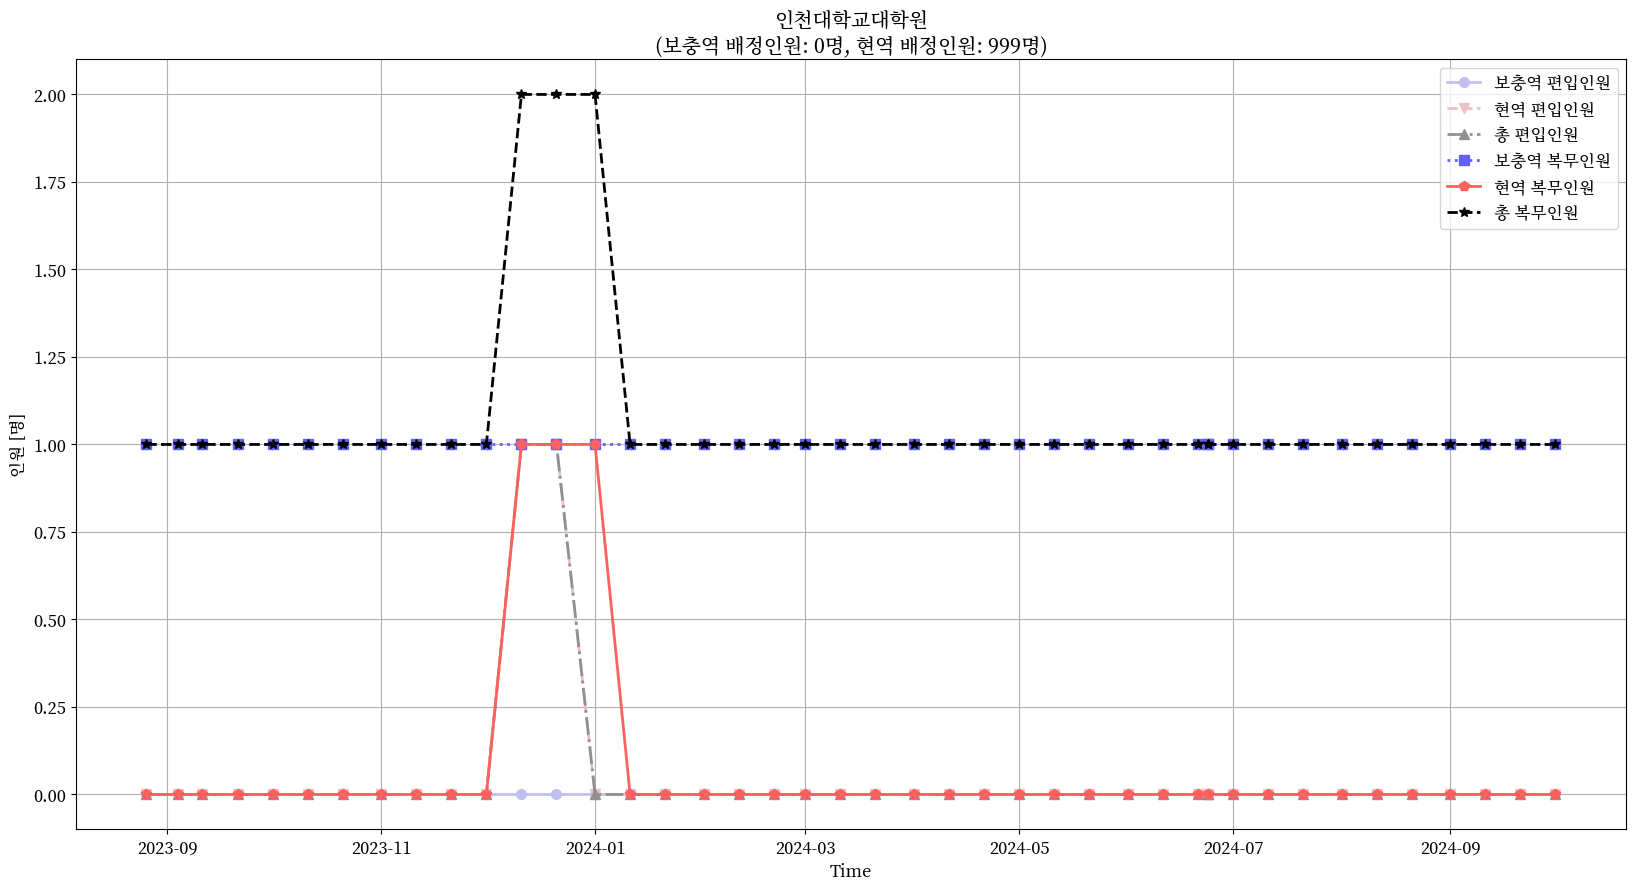 인천대학교대학원
(보충역 배정인원: 0명, 현역 배정인원: 999명)
보충역 편입인원
현역 편입인원
총 편입인원
보충역 복무인원
현역 복무인원
총 복무인원
인원 [명]
2.00
1.75
1.50
1.25
1.00
0.75
0.50
0.25
0.00
2023-09
2023-11
2024-01
2024-03
2024-05
2024-07
2024-09
Time